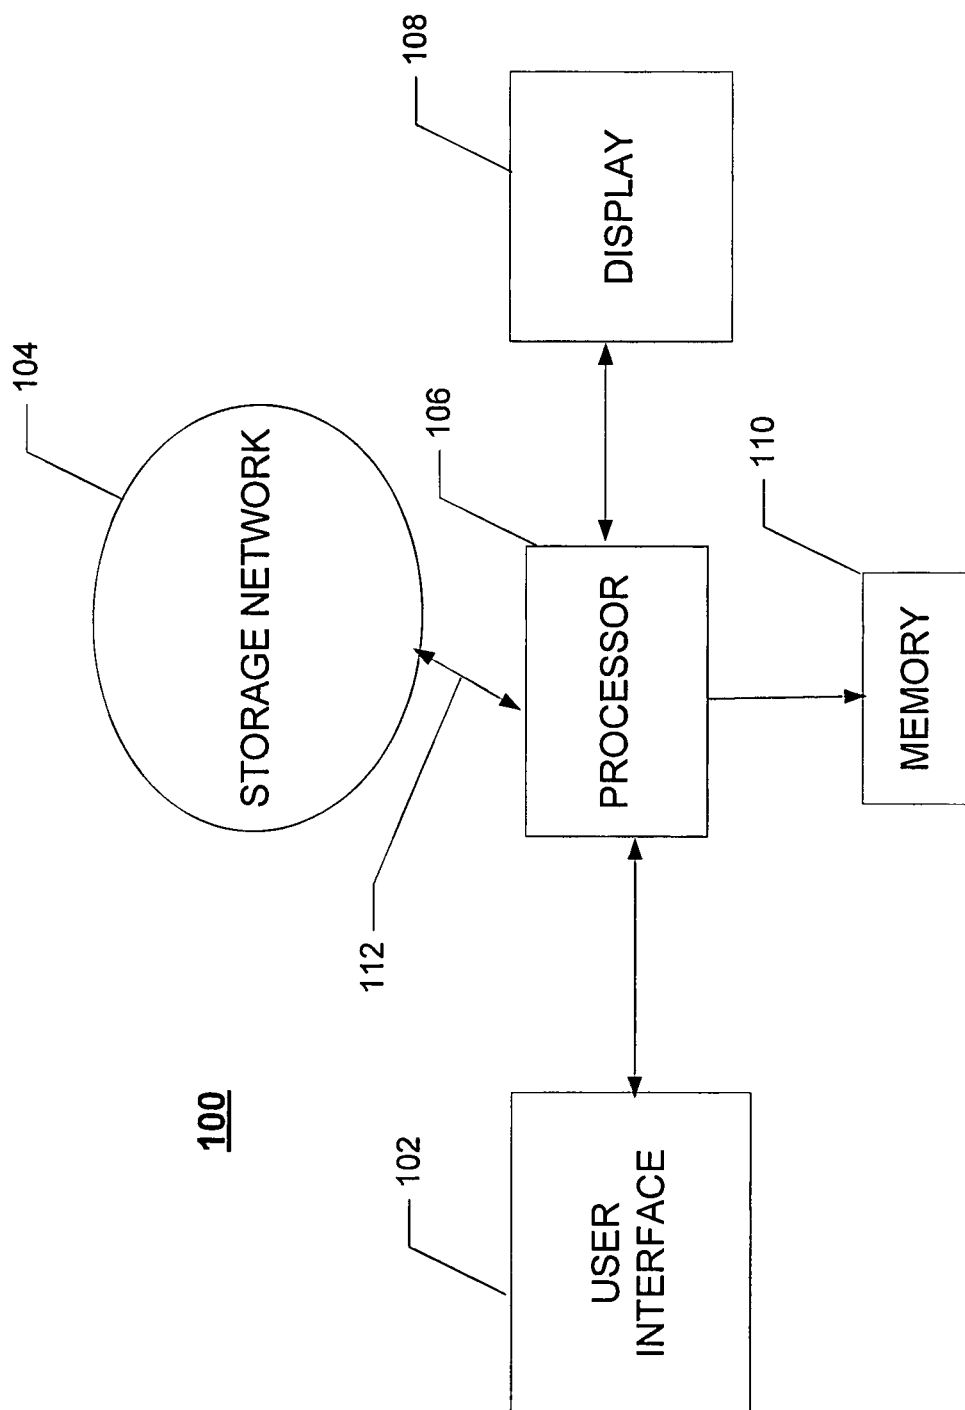 100
104
STORAGE NETWORK
112
102
USER
INTERFACE
106
PROCESSOR
108
DISPLAY
110
MEMORY